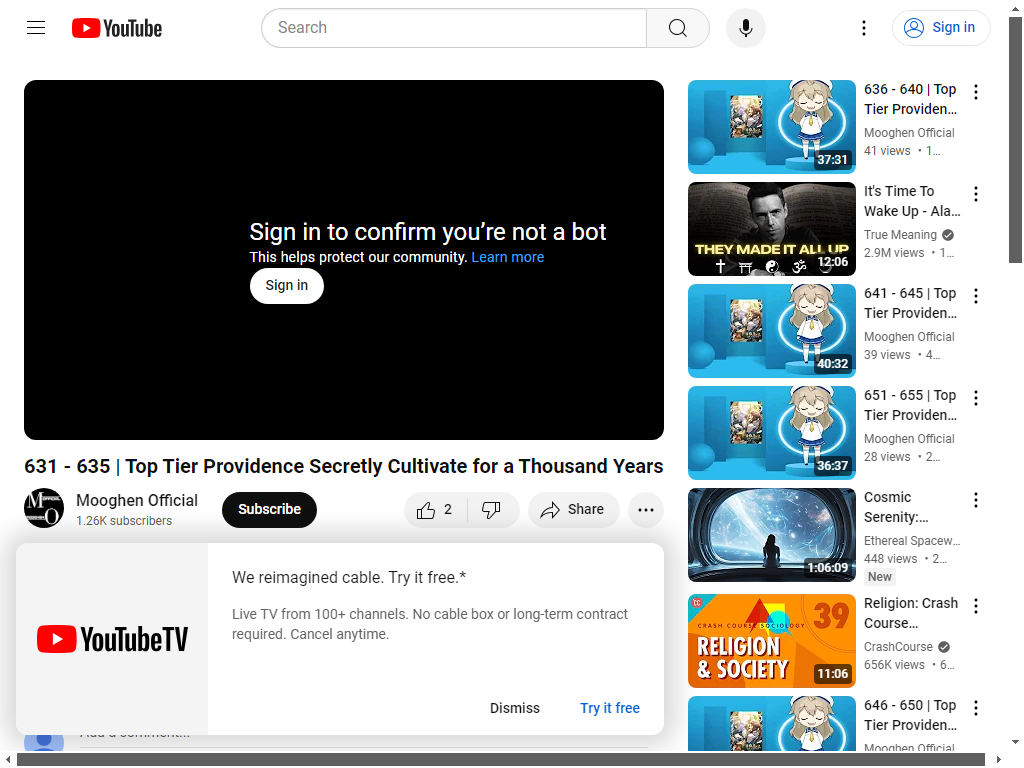 YouTube
Search
Sign in
Sign in to confirm you’re not a bot
This helps protect our community. Learn more
Sign in
631 - 635 | Top Tier Providence Secretly Cultivate for a Thousand Years
Mooghen Official
1.26K subscribers
Subscribe
2
Share
We reimagined cable. Try it free.*
Live TV from 100+ channels. No cable box or long-term contract
required. Cancel anytime.
YouTubeTV
Dismiss
Try it free
Add a comment...
636 - 640 | Top
Tier Providen...
Mooghen Official
41 views • 1...
37:31
It's Time To
Wake Up - Ala...
True Meaning
2.9M views • 1...
THEY MADE IT ALL UP
12:06
641 - 645 | Top
Tier Providen...
Mooghen Official
39 views • 4...
40:32
651 - 655 | Top
Tier Providen...
Mooghen Official
28 views • 2...
36:37
Cosmic
Serenity:...
Ethereal Spacew...
448 views • 2...
New
1:06:09
Religion: Crash
Course...
CrashCourse
656K views • 6...
CC
CRASH COURSE SOCIOLOGY
39
RELIGION
& SOCIETY
11:06
646 - 650 | Top
Tier Providen...
Mooghen Official